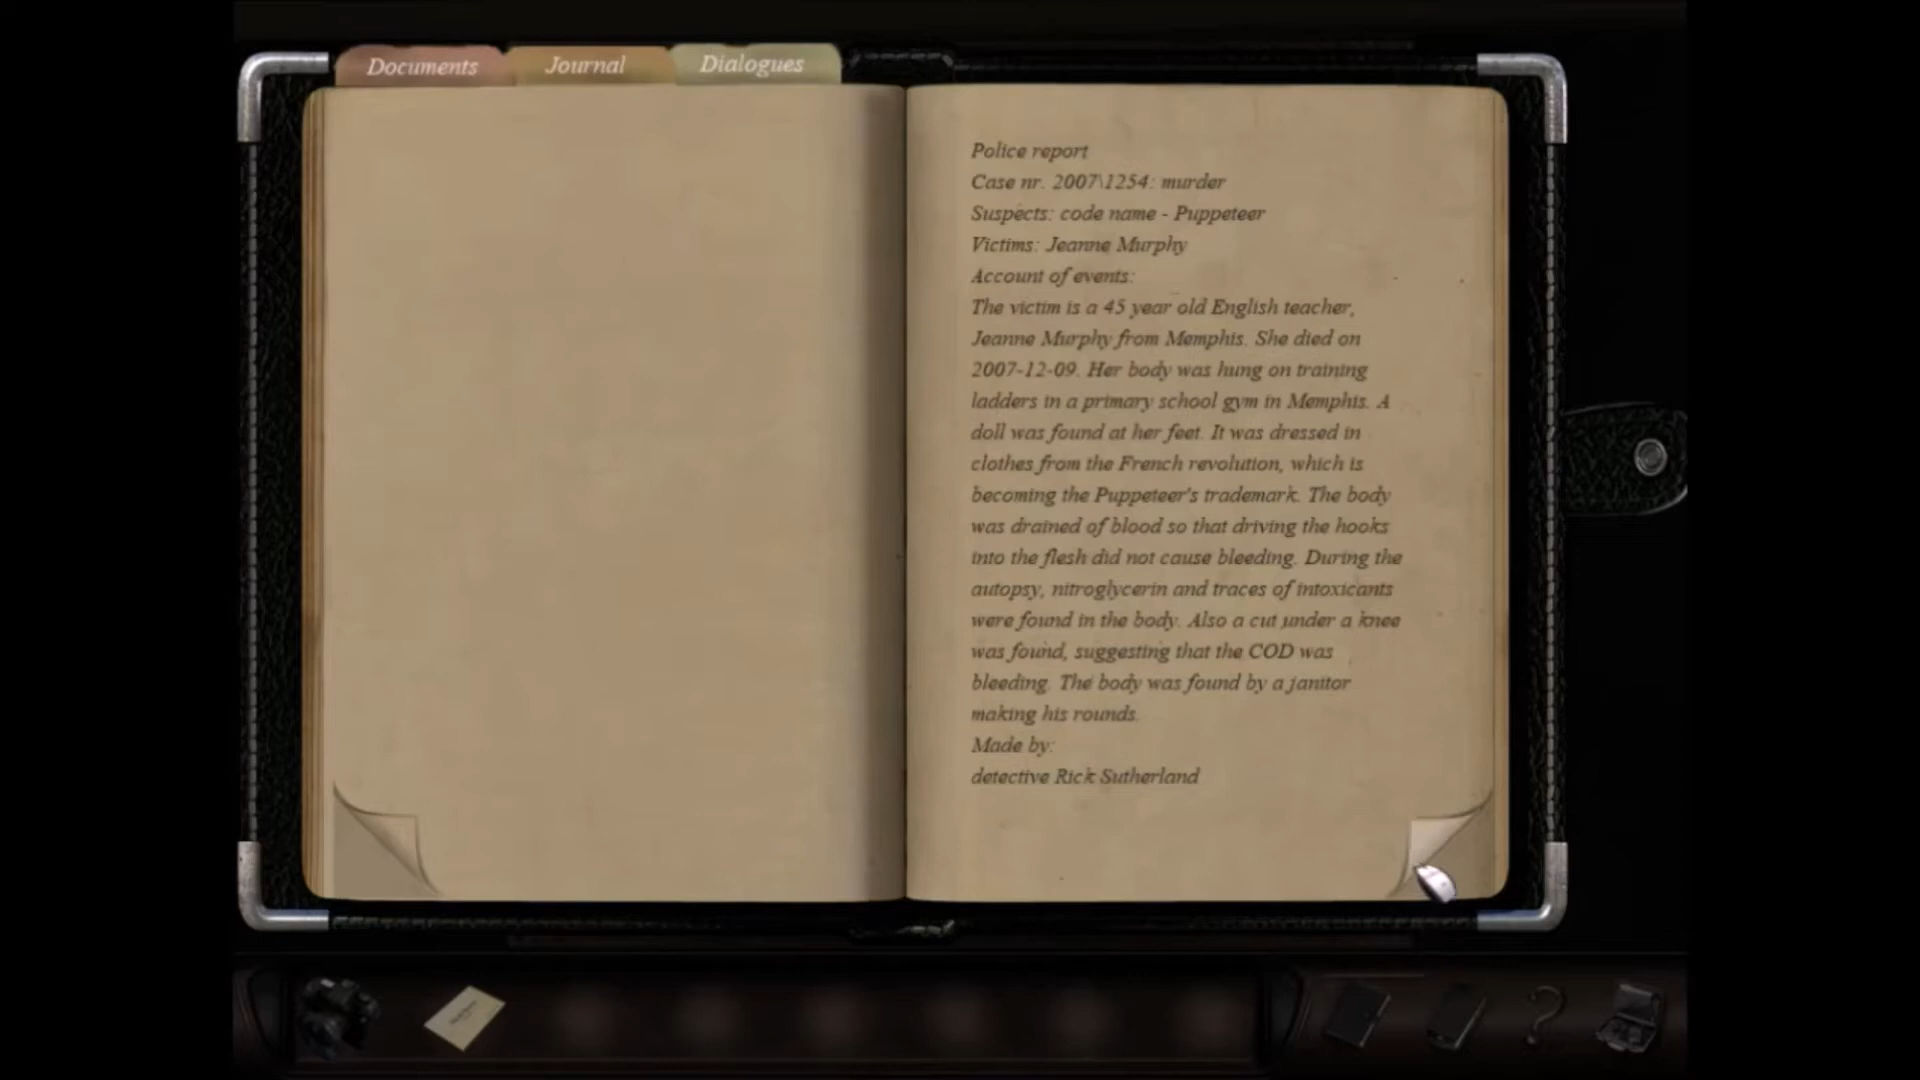 Documents
Journal
Dialogues
Police report
Case nr. 2007\1254: murder
Suspects: code name - Puppeteer
Victims: Jeanne Murphy
Account of events:
The victim is a 45 year old English teacher,
Jeanne Murphy from Memphis. She died on
2007-12-09. Her body was hung on training
ladders in a primary school gym in Memphis. A
doll was found at her feet. It was dressed in
clothes from the French revolution, which is
becoming the Puppeteer's trademark. The body
was drained of blood so that driving the hooks
into the flesh did not cause bleeding. During the
autopsy, nitroglycerin and traces of intoxicants
were found in the body. Also a cut under a knee
was found, suggesting that the COD was
bleeding. The body was found by a janitor
making his rounds.
Made by:
detective Rick Sutherland